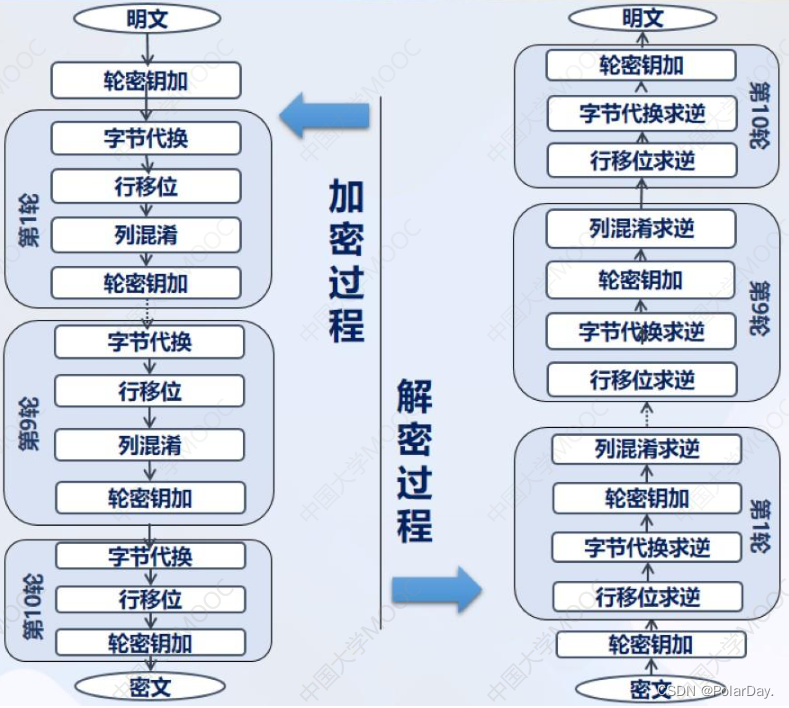 明文
轮密钥加
字节代换
行移位
列混淆
轮密钥加
第1轮
字节代换
行移位
列混淆
轮密钥加
第9轮
字节代换
行移位
轮密钥加
第10轮
密文
加密过程
解密过程
明文
轮密钥加
字节代换求逆
行移位求逆
第10轮
列混淆求逆
轮密钥加
字节代换求逆
行移位求逆
第9轮
列混淆求逆
轮密钥加
字节代换求逆
行移位求逆
第1轮
轮密钥加
密文
CSDN @PolarDay.
中国大学MOOC